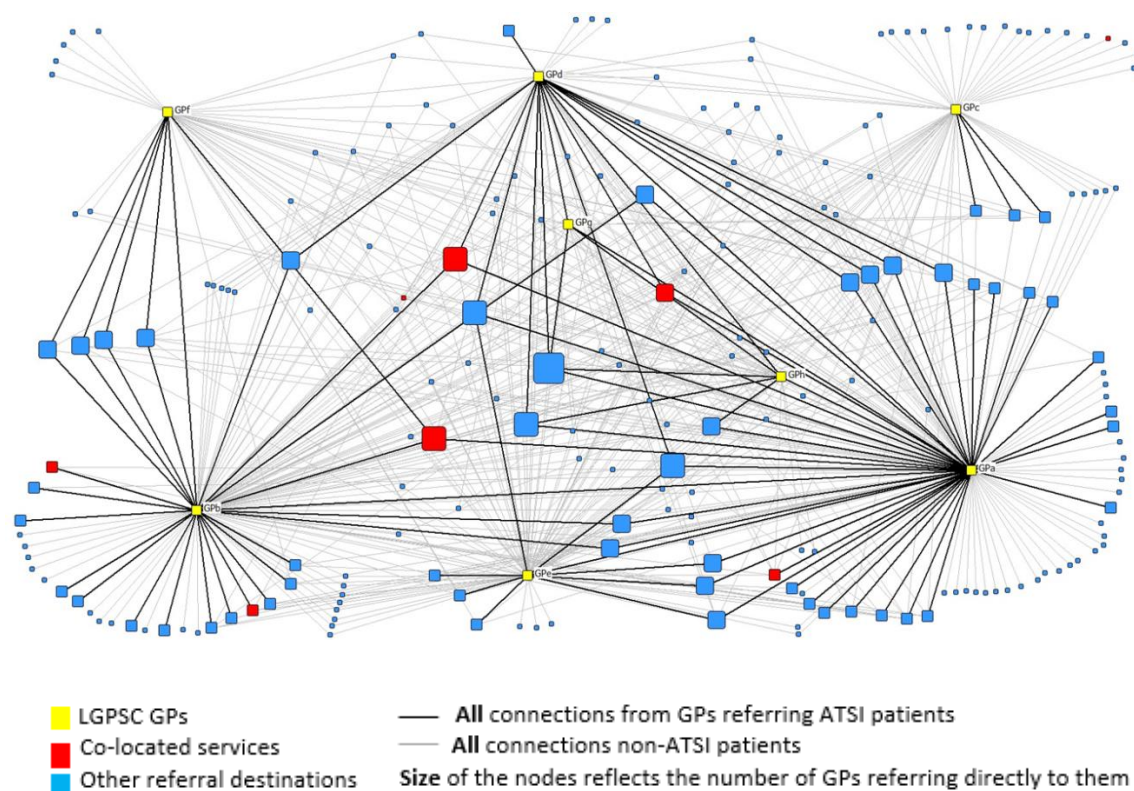 GPd
GPf
GPc
GPg
GPh
GPa
GPb
GPe
LGPSC GPs
Co-located services
Other referral destinations
All connections from GPs referring ATSI patients
All connections non-ATSI patients
Size of the nodes reflects the number of GPs referring directly to them